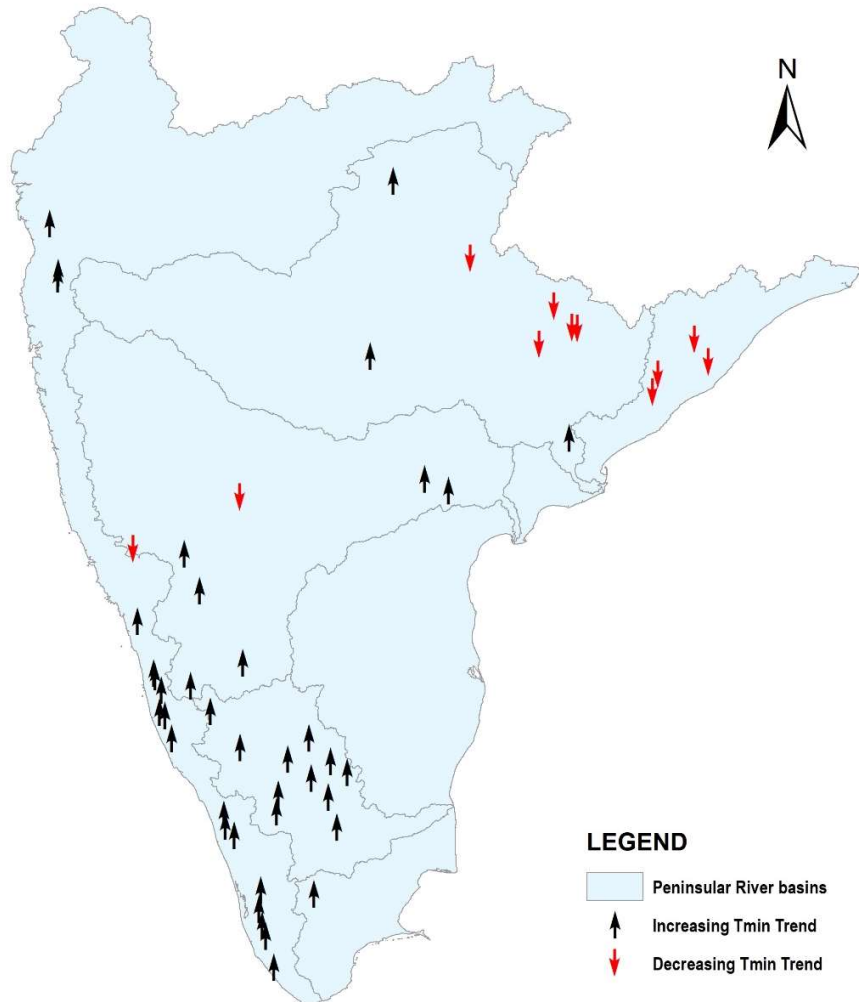 N
LEGEND
Peninsular River basins
Increasing Tmin Trend
Decreasing Tmin Trend